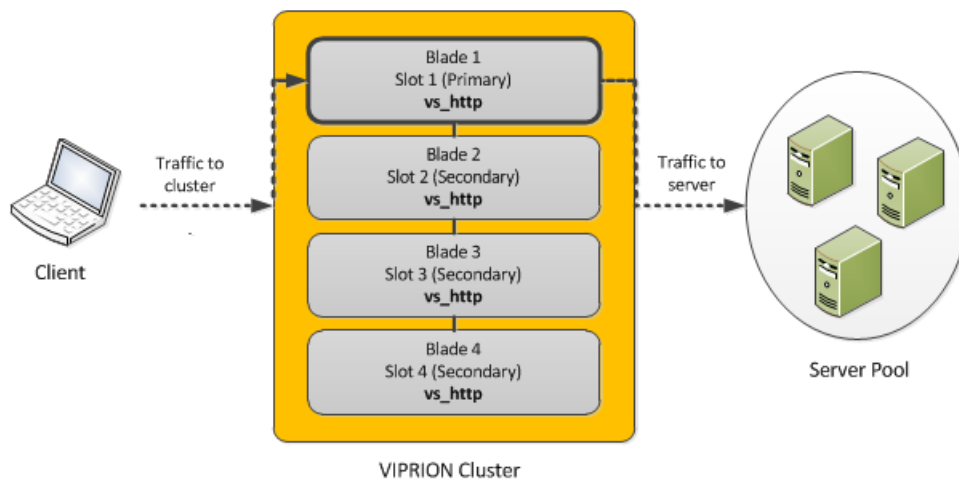 Blade 1
Slot 1 (Primary)
vs_http
Blade 2
Slot 2 (Secondary)
vs_http
Blade 3
Slot 3 (Secondary)
vs_http
Blade 4
Slot 4 (Secondary)
vs_http
Traffic to
cluster
.
Client
Traffic to
server
Server Pool
VIPRION Cluster